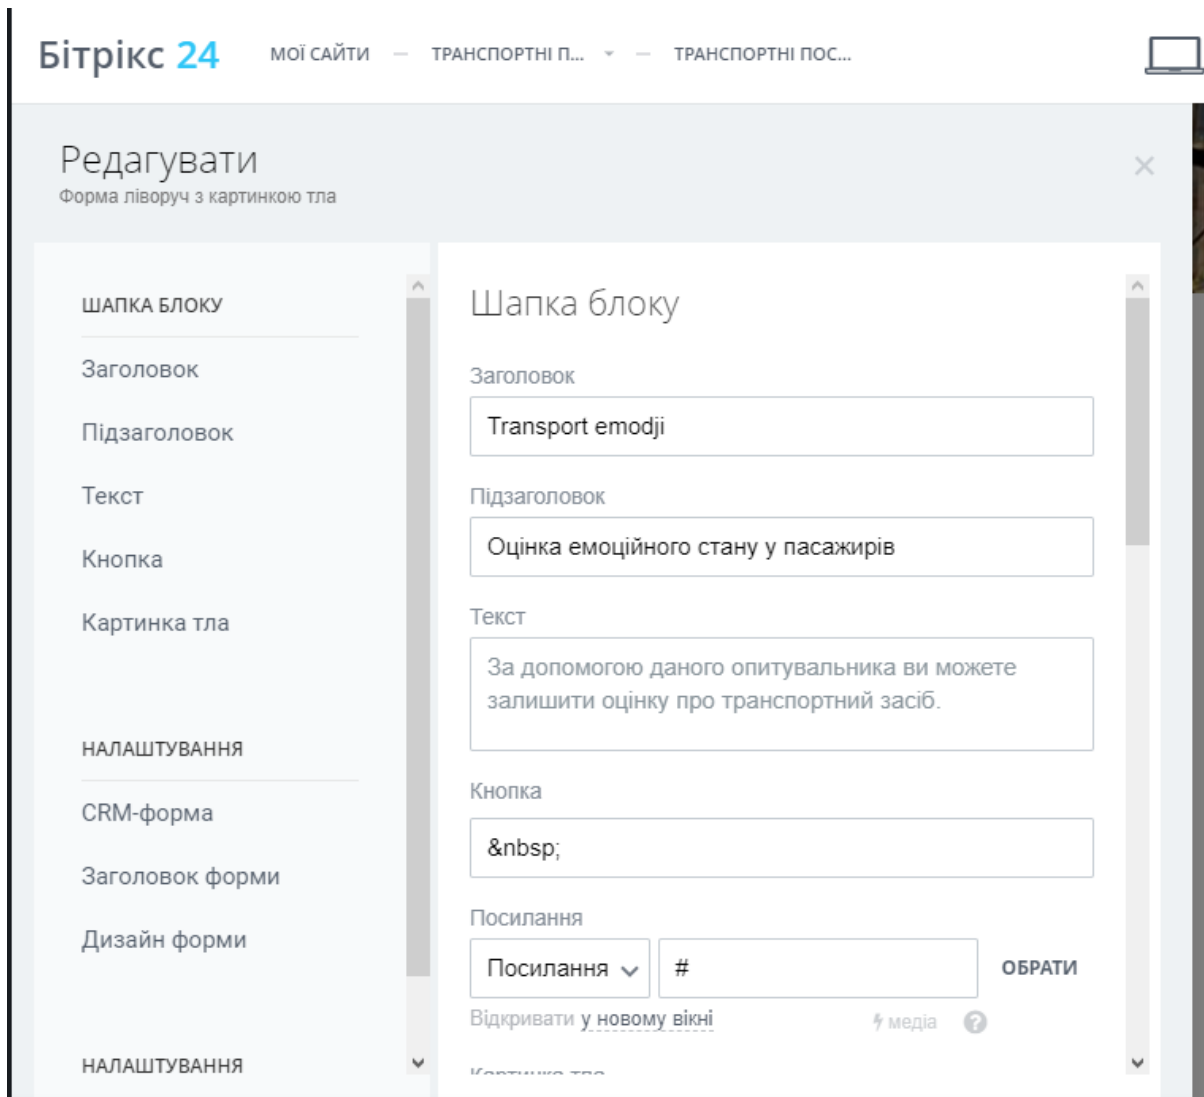 Бітрікс 24 МОЇ САЙТИ — ТРАНСПОРТНІ П... — ТРАНСПОРТНІ ПОС...
Редагувати
Форма ліворуч з картинкою тла
ШАПКА БЛОКУ
Заголовок
Підзаголовок
Текст
Кнопка
Картинка тла
НАЛАШТУВАННЯ
CRM-форма
Заголовок форми
Дизайн форми
НАЛАШТУВАННЯ
Шапка блоку
Заголовок
Transport emodji
Підзаголовок
Оцінка емоційного стану у пасажирів
Текст
За допомогою даного опитувальника ви можете
залишити оцінку про транспортний засіб.
Кнопка
&nbsp;
Посилання
Посилання # ОБРАТИ
Відкривати у новому вікні медіа ?
Картинка тла